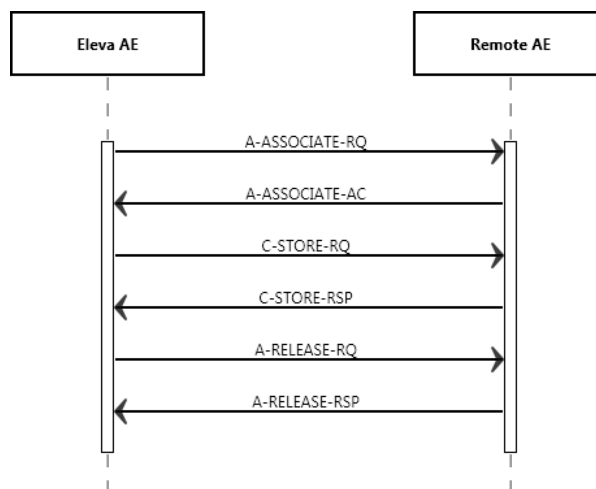 Eleva AE
Remote AE
A-ASSOCIATE-RQ
A-ASSOCIATE-AC
C-STORE-RQ
C-STORE-RSP
A-RELEASE-RQ
A-RELEASE-RSP